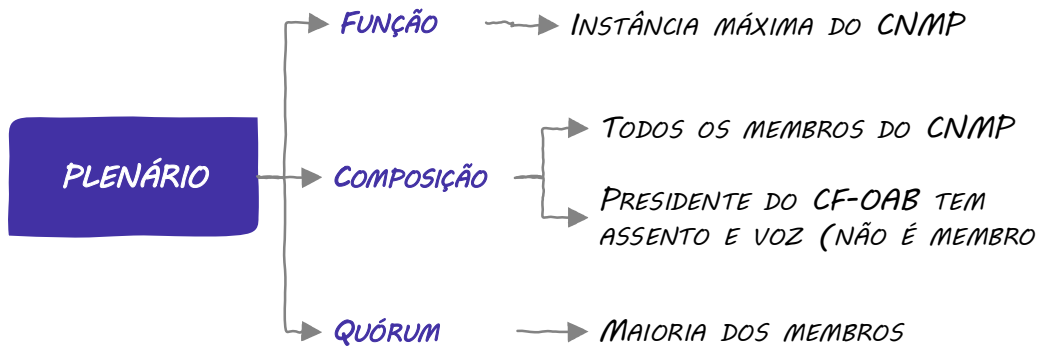 Função
Instância máxima do CNMP
Todos os membros do CNMP
PLENÁRIO
Composição
Presidente do CF-OAB tem
assento e voz (não é membro
Quórum
Maioria dos membros